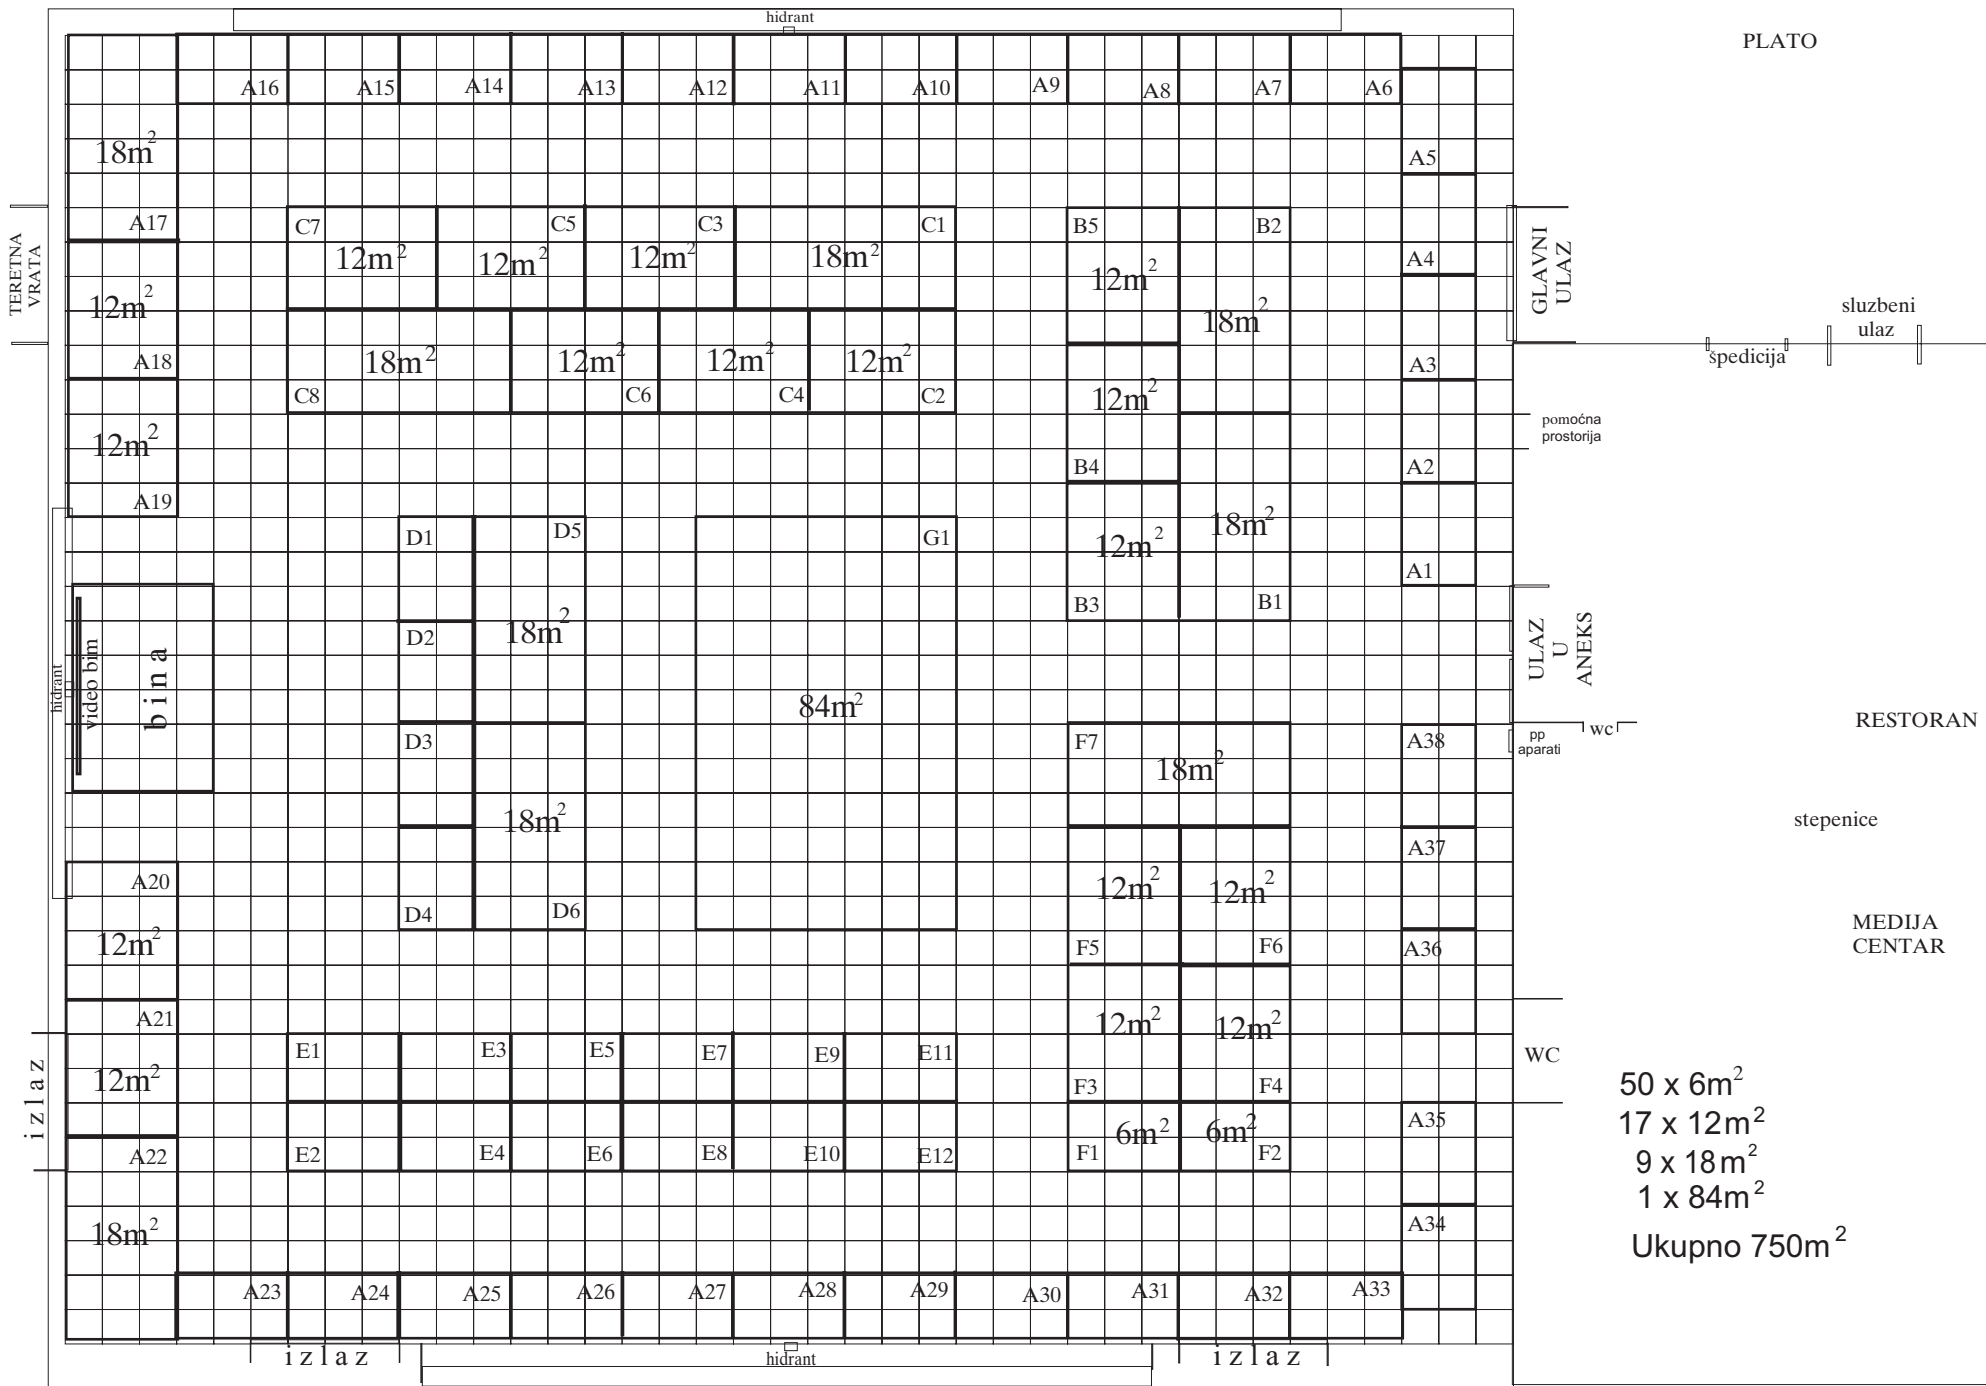 hidrant
PLATO
A16 A15 A14 A13 A12 A11 A10 A9 A8 A7 A6
18m²
A5
A17
C7 C5 C3 C1 B5 B2
TERETNA
VRATA
12m² 12m² 12m² 18m² 12m²
A4
GLAVNI
ULAZ
12m²
18m²
sluzbeni
ulaz
A18
18m² 12m² 12m² 12m²
A3
špedicija
C8 C6 C4 C2
12m²
pomoćna
prostorija
12m²
B4
A2
A19
D1 D5 G1
12m² 18m²
A1
B3 B1
D2
18m²
ULAZ
U
ANEKS
hidrant
video bim
bina
84m²
D3
F7
18m²
A38
pp
aparati
wc
RESTORAN
18m²
stepenice
A37
A20
12m² 12m²
D4 D6
MEDIJA
CENTAR
12m²
F5 F6
A36
A21
12m² 12m²
E1 E3 E5 E7 E9 E11
WC
izlaz
12m²
F3 F4
50 x 6m²
6m² 6m²
A35
17 x 12m²
A22
E2 E4 E6 E8 E10 E12
F1 F2
9 x 18m²
1 x 84m²
18m²
A34
Ukupno 750m²
A23 A24 A25 A26 A27 A28 A29 A30 A31 A32 A33
izlaz
hidrant
izlaz